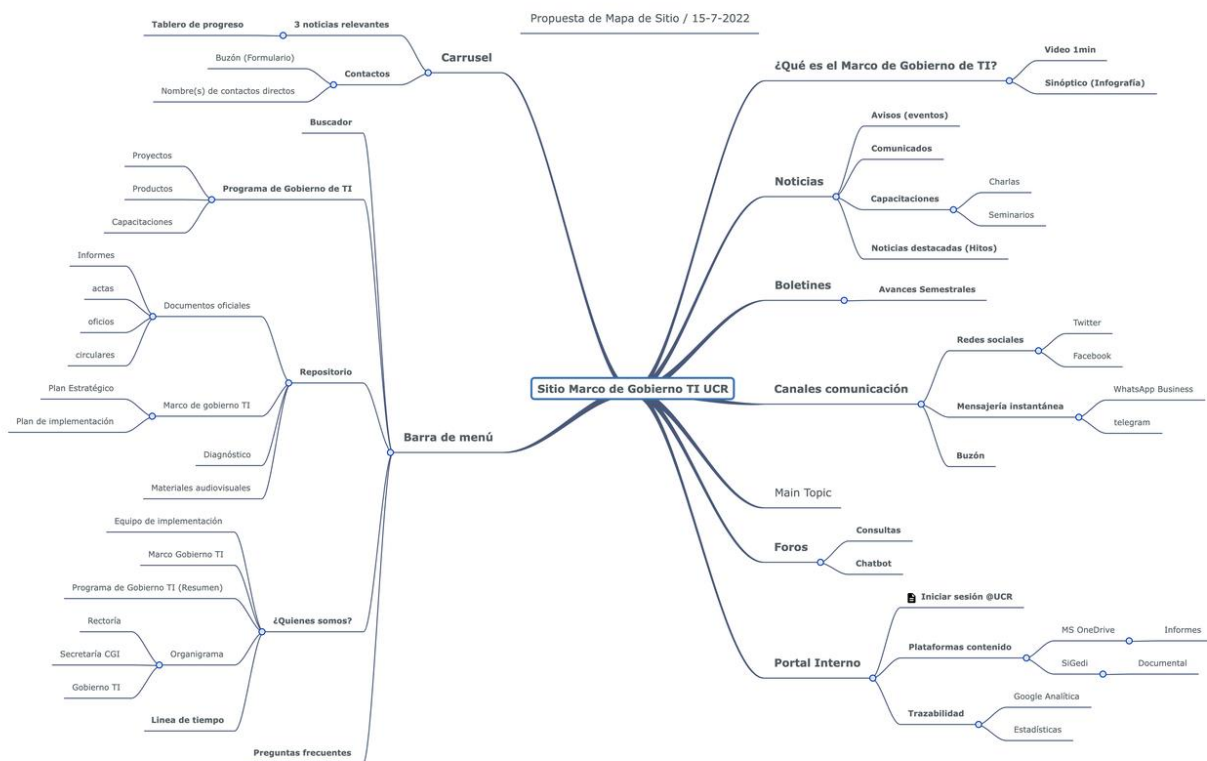 Propuesta de Mapa de Sitio / 15-7-2022
Sitio Marco de Gobierno TI UCR
Carrusel
3 noticias relevantes
Tablero de progreso
Contactos
Buzón (Formulario)
Nombre(s) de contactos directos
Barra de menú
Buscador
Programa de Gobierno de TI
Proyectos
Productos
Capacitaciones
Repositorio
Documentos oficiales
Informes
actas
oficios
circulares
Marco de gobierno TI
Plan Estratégico
Plan de implementación
Diagnóstico
Materiales audiovisuales
¿Quienes somos?
Equipo de implementación
Marco Gobierno TI
Programa de Gobierno TI (Resumen)
Organigrama
Rectoría
Secretaría CGI
Gobierno TI
Linea de tiempo
Preguntas frecuentes
¿Qué es el Marco de Gobierno de TI?
Video 1min
Sinóptico (Infografía)
Noticias
Avisos (eventos)
Comunicados
Capacitaciones
Charlas
Seminarios
Noticias destacadas (Hitos)
Boletines
Avances Semestrales
Canales comunicación
Redes sociales
Twitter
Facebook
Mensajería instantánea
WhatsApp Business
telegram
Buzón
Main Topic
Foros
Consultas
Chatbot
Portal Interno
Iniciar sesión @UCR
Plataformas contenido
MS OneDrive
Informes
SiGedi
Documental
Trazabilidad
Google Analítica
Estadísticas